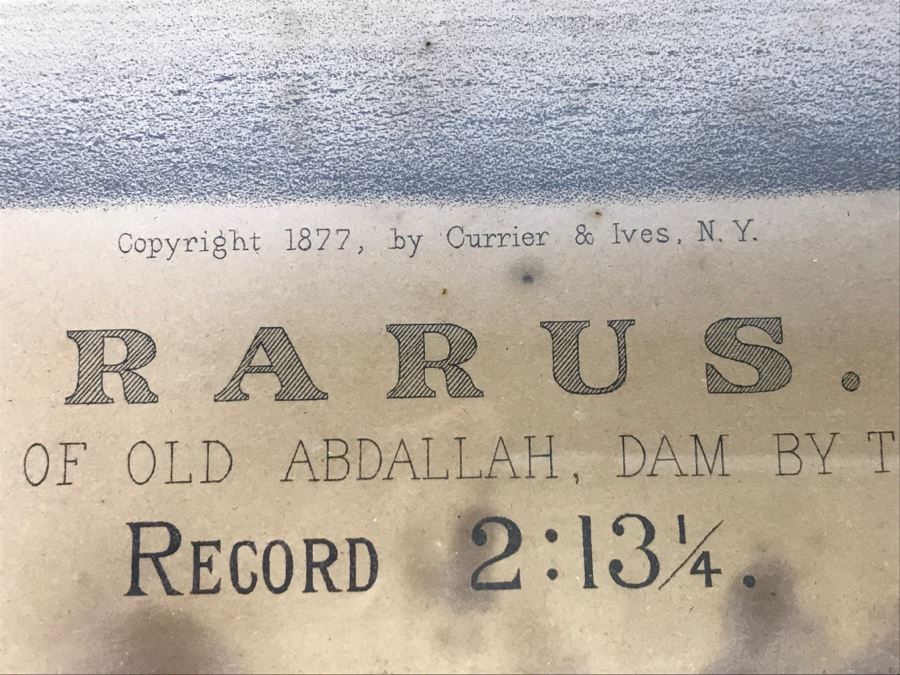 Copyright 1877, by Currier & Ives, N.Y.
RARUS.
OF OLD ABDALLAH, DAM BY T
RECORD 2:13¼.